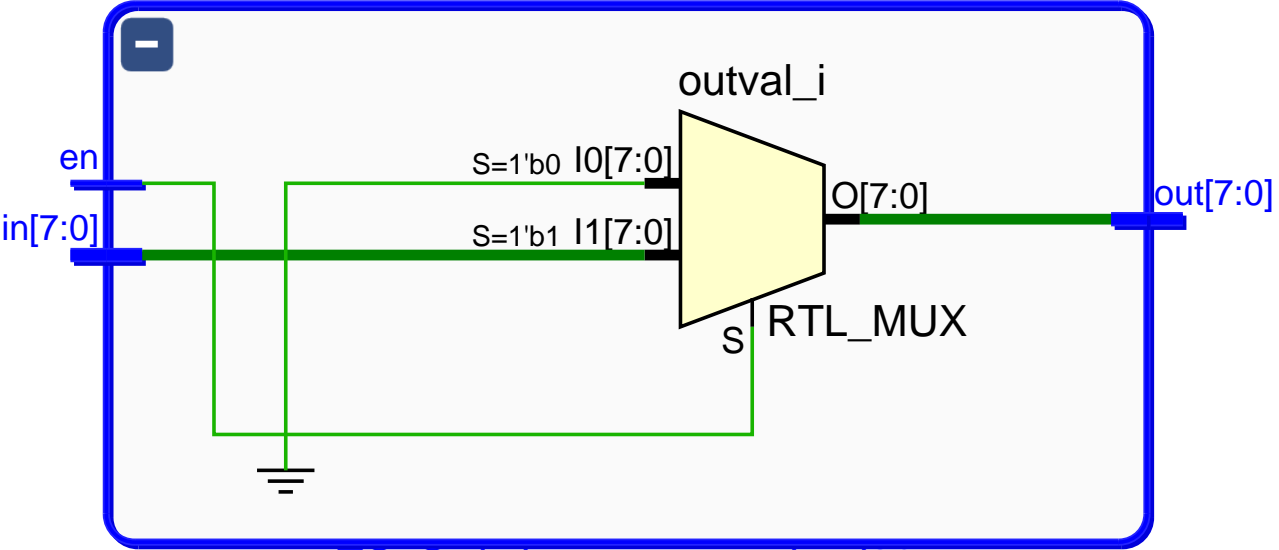 outval_i
en
S=1'b0 I0[7:0]
O[7:0]
out[7:0]
in[7:0]
S=1'b1 I1[7:0]
S
RTL_MUX